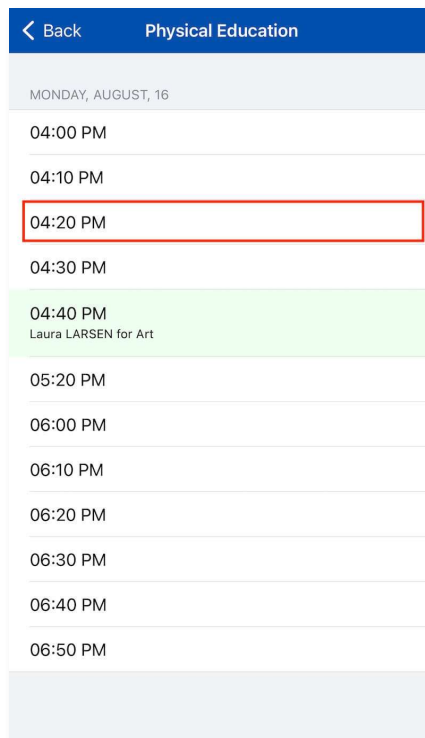 Back
Physical Education
MONDAY, AUGUST, 16
04:00 PM
04:10 PM
04:20 PM
04:30 PM
04:40 PM
Laura LARSEN for Art
05:20 PM
06:00 PM
06:10 PM
06:20 PM
06:30 PM
06:40 PM
06:50 PM